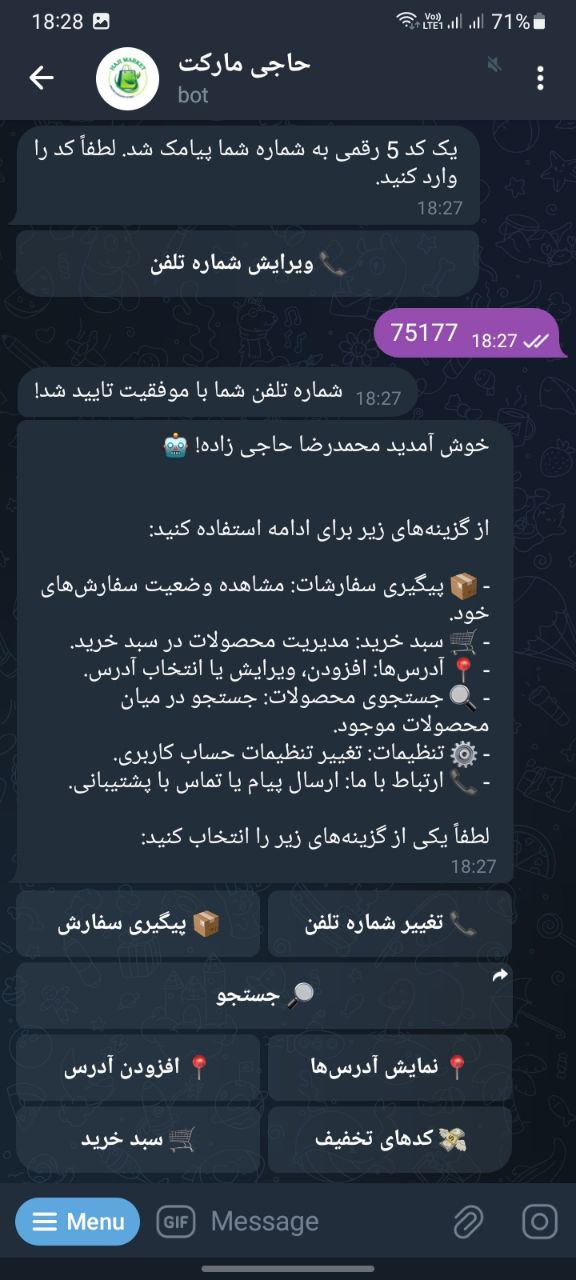 18:28 71%
Vo) LTE1
حاجی مارکت
bot
HAJI MARKET
یک کد 5 رقمی به شماره شما پیامک شد. لطفاً کد را
وارد کنید.
18:27
📞 ویرایش شماره تلفن
75177 18:27
شماره تلفن شما با موفقیت تایید شد! 18:27
خوش آمدید محمدرضا حاجی زاده! 🤖
از گزینه‌های زیر برای ادامه استفاده کنید:
- 📦 پیگیری سفارشات: مشاهده وضعیت سفارش‌های
خود.
- 🛒 سبد خرید: مدیریت محصولات در سبد خرید.
- 📍 آدرس‌ها: افزودن، ویرایش یا انتخاب آدرس.
- 🔍 جستجوی محصولات: جستجو در میان
محصولات موجود.
- ⚙️ تنظیمات: تغییر تنظیمات حساب کاربری.
- 📞 ارتباط با ما: ارسال پیام یا تماس با پشتیبانی.
لطفاً یکی از گزینه‌های زیر را انتخاب کنید:
18:27
📞 تغییر شماره تلفن
📦 پیگیری سفارش
🔎 جستجو
📍 نمایش آدرس‌ها
📍 افزودن آدرس
💸 کدهای تخفیف
🛒 سبد خرید
Menu
GIF
Message